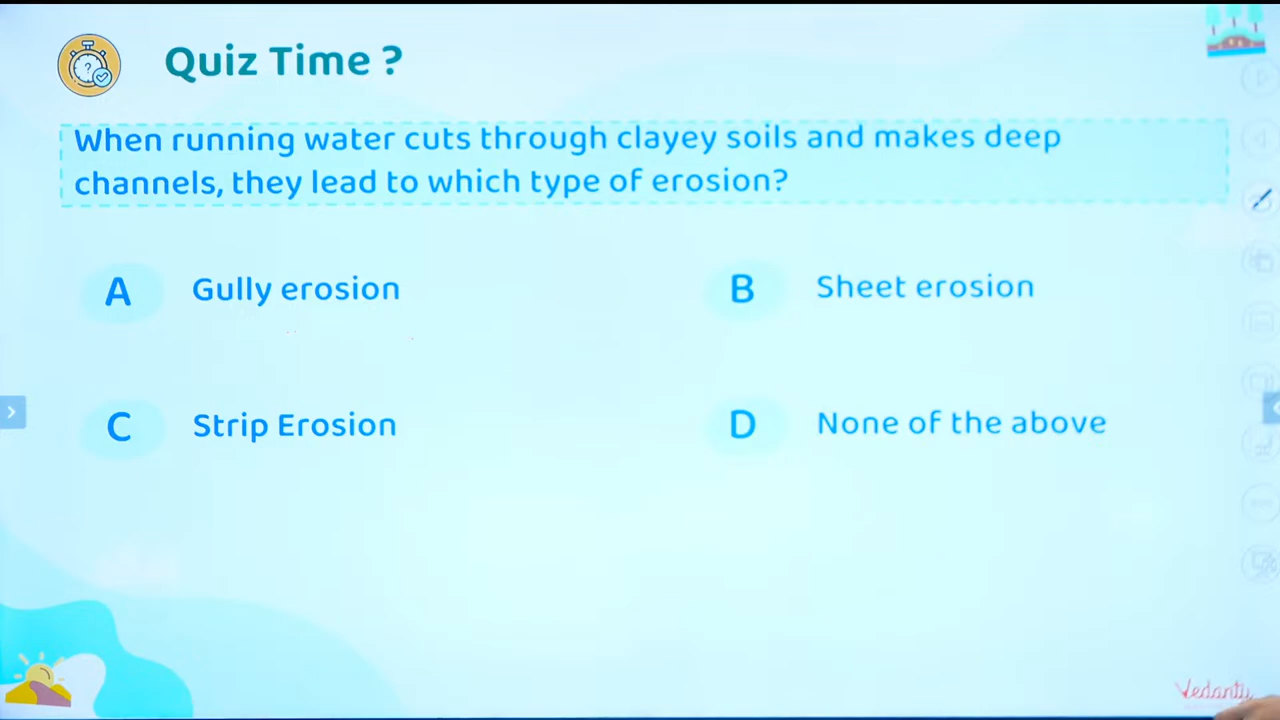 Quiz Time ?
When running water cuts through clayey soils and makes deep
channels, they lead to which type of erosion?
A Gully erosion
B Sheet erosion
C Strip Erosion
D None of the above
Vedantu